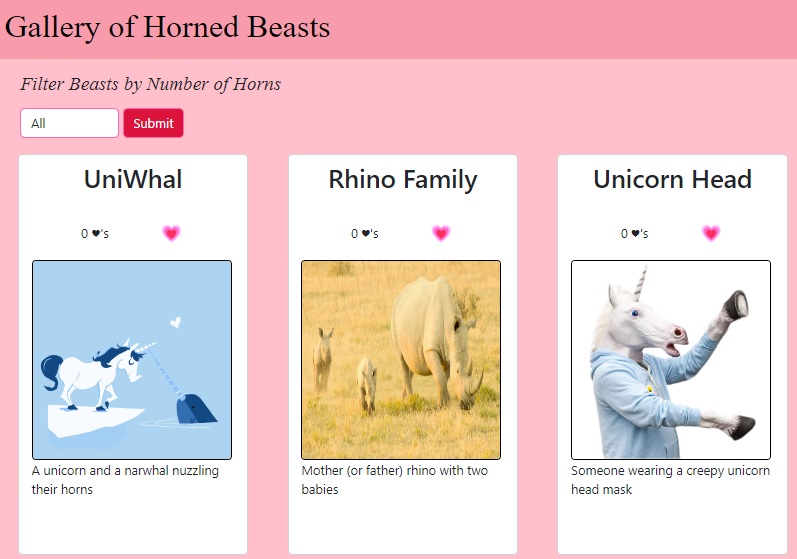 Gallery of Horned Beasts
Filter Beasts by Number of Horns
All
Submit
UniWhal
Rhino Family
Unicorn Head
0 ♥'s
0 ♥'s
0 ♥'s
A unicorn and a narwhal nuzzling
their horns
Mother (or father) rhino with two
babies
Someone wearing a creepy unicorn
head mask